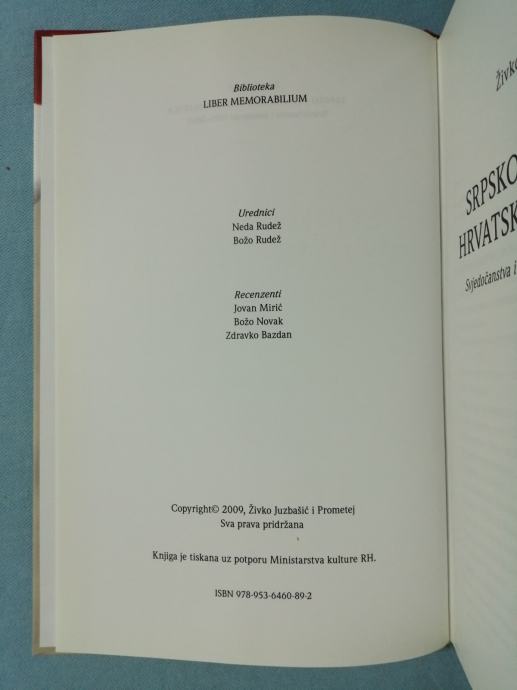 Biblioteka
LIBER MEMORABILIUM
Urednici
Neda Rudež
Božo Rudež
Recenzenti
Jovan Mirić
Božo Novak
Zdravko Bazdan
Copyright© 2009, Živko Juzbašić i Prometej
Sva prava pridržana
Knjiga je tiskana uz potporu Ministarstva kulture RH.
ISBN 978-953-6460-89-2
Živko
SRPSKO
HRVATSK
Svjedočanstva i